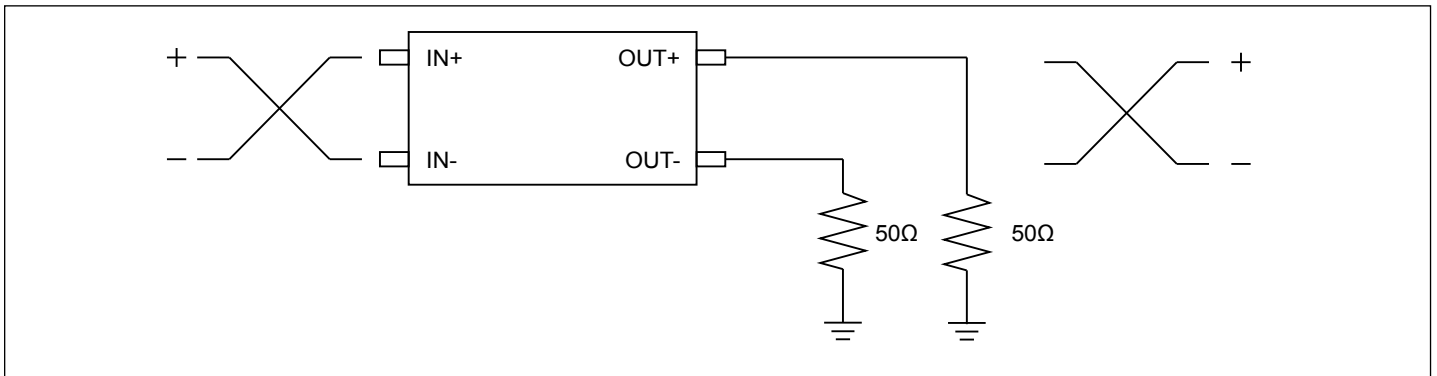 + IN+ OUT+ +
− IN- OUT- −
50Ω 50Ω